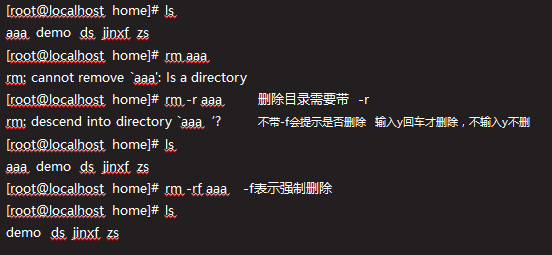 [root@localhost home]# ls
aaa demo ds jinxf zs
[root@localhost home]# rm aaa
rm: cannot remove `aaa': Is a directory
[root@localhost home]# rm -r aaa 删除目录需要带 -r
rm: descend into directory `aaa '? 不带-f会提示是否删除 输入y回车才删除，不输入y不删
[root@localhost home]# ls
aaa demo ds jinxf zs
[root@localhost home]# rm -rf aaa -f表示强制删除
[root@localhost home]# ls
demo ds jinxf zs